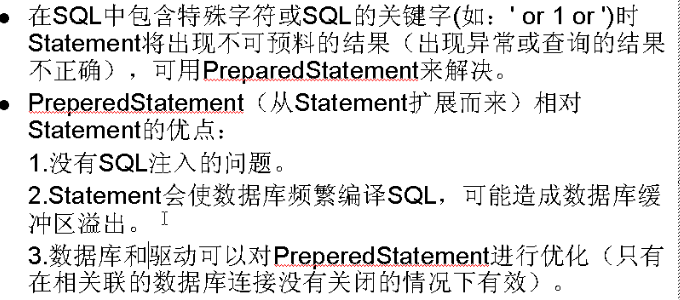 ● 在SQL中包含特殊字符或SQL的关键字(如：' or 1 or ')时
Statement将出现不可预料的结果（出现异常或查询的结果
不正确），可用PreparedStatement来解决。
● PreperedStatement（从Statement扩展而来）相对
Statement的优点：
1.没有SQL注入的问题。
2.Statement会使数据库频繁编译SQL，可能造成数据库缓
冲区溢出。
3.数据库和驱动可以对PreperedStatement进行优化（只有
在相关联的数据库连接没有关闭的情况下有效）。